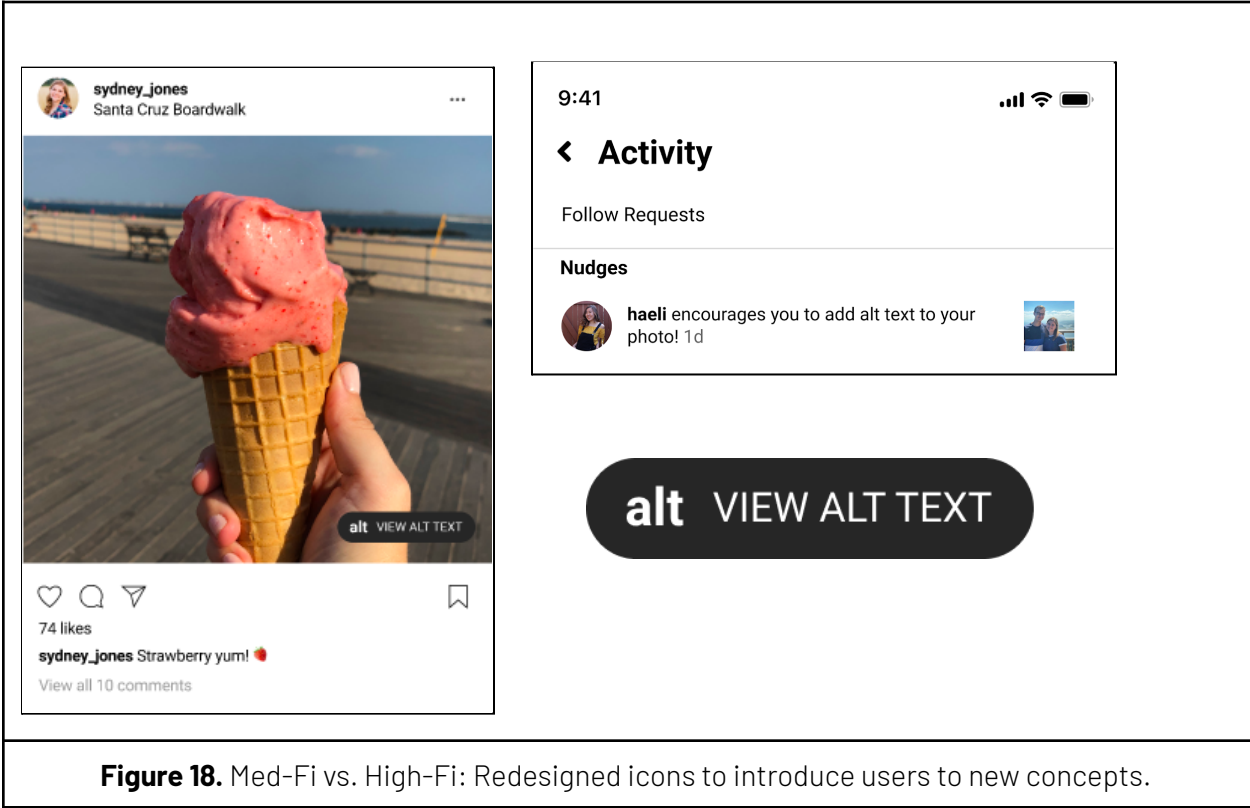 sydney_jones
Santa Cruz Boardwalk
alt VIEW ALT TEXT
74 likes
sydney_jones Strawberry yum! 🍓
View all 10 comments
9:41
Activity
Follow Requests
Nudges
haeli encourages you to add alt text to your
photo! 1d
alt VIEW ALT TEXT
Figure 18. Med-Fi vs. High-Fi: Redesigned icons to introduce users to new concepts.